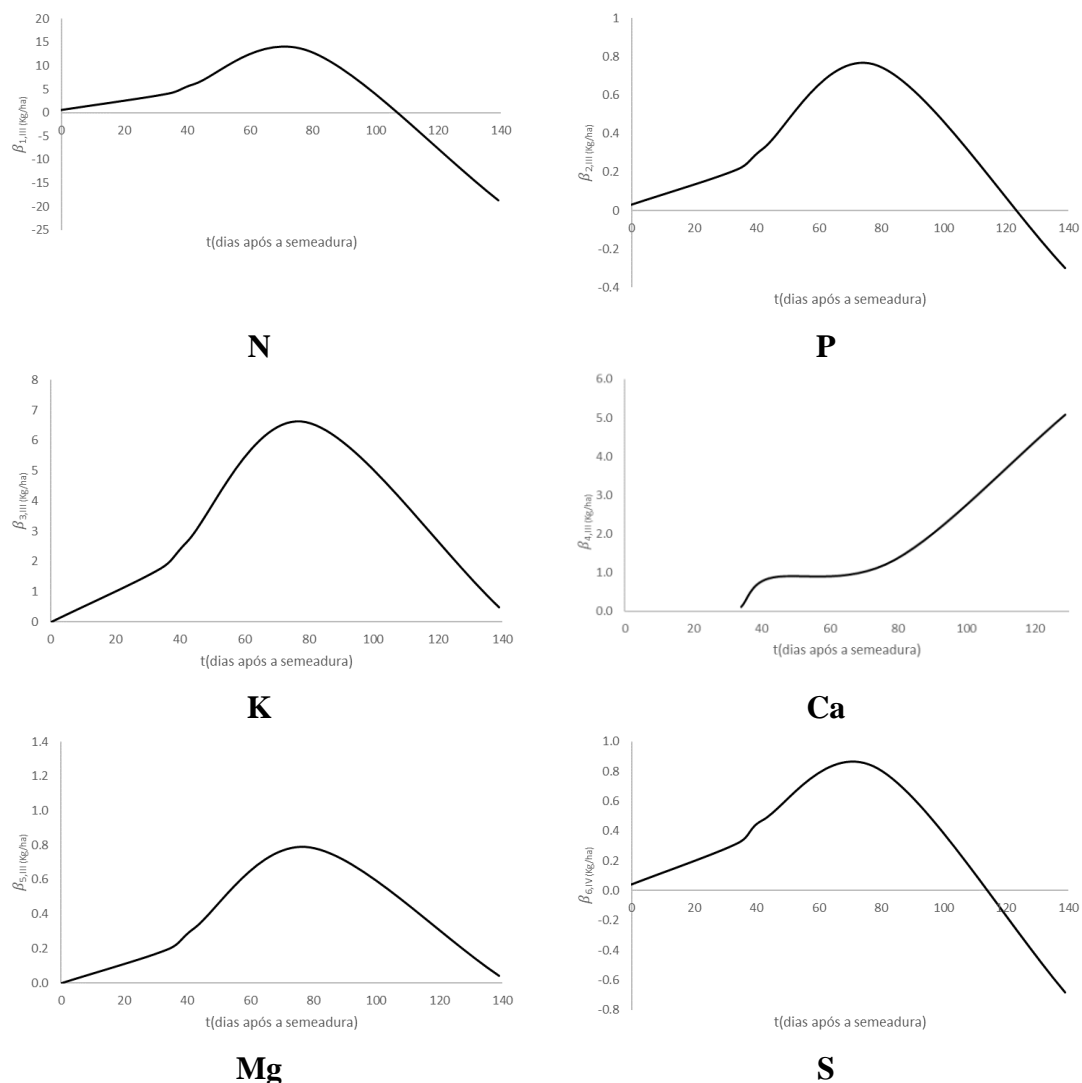 20
15
10
5
0
-5
-10
-15
-20
-25
0 20 40 60 80 100 120 140
β1,III (Kg/ha)
t(dias após a semeadura)
N
1
0.8
0.6
0.4
0.2
0
-0.2
-0.4
0 20 40 60 80 100 120 140
β2,III (Kg/ha)
t(dias após a semeadura)
P
8
7
6
5
4
3
2
1
0
0 20 40 60 80 100 120 140
β3,III (Kg/ha)
t(dias após a semeadura)
K
6.0
5.0
4.0
3.0
2.0
1.0
0.0
0 20 40 60 80 100 120
β4,III (Kg/ha)
t(dias após a semeadura)
Ca
1.4
1.2
1.0
0.8
0.6
0.4
0.2
0.0
0 20 40 60 80 100 120 140
β5,III (Kg/ha)
t(dias após a semeadura)
Mg
1.0
0.8
0.6
0.4
0.2
0.0
-0.2
-0.4
-0.6
-0.8
0 20 40 60 80 100 120 140
β6,IV (Kg/ha)
t(dias após a semeadura)
S